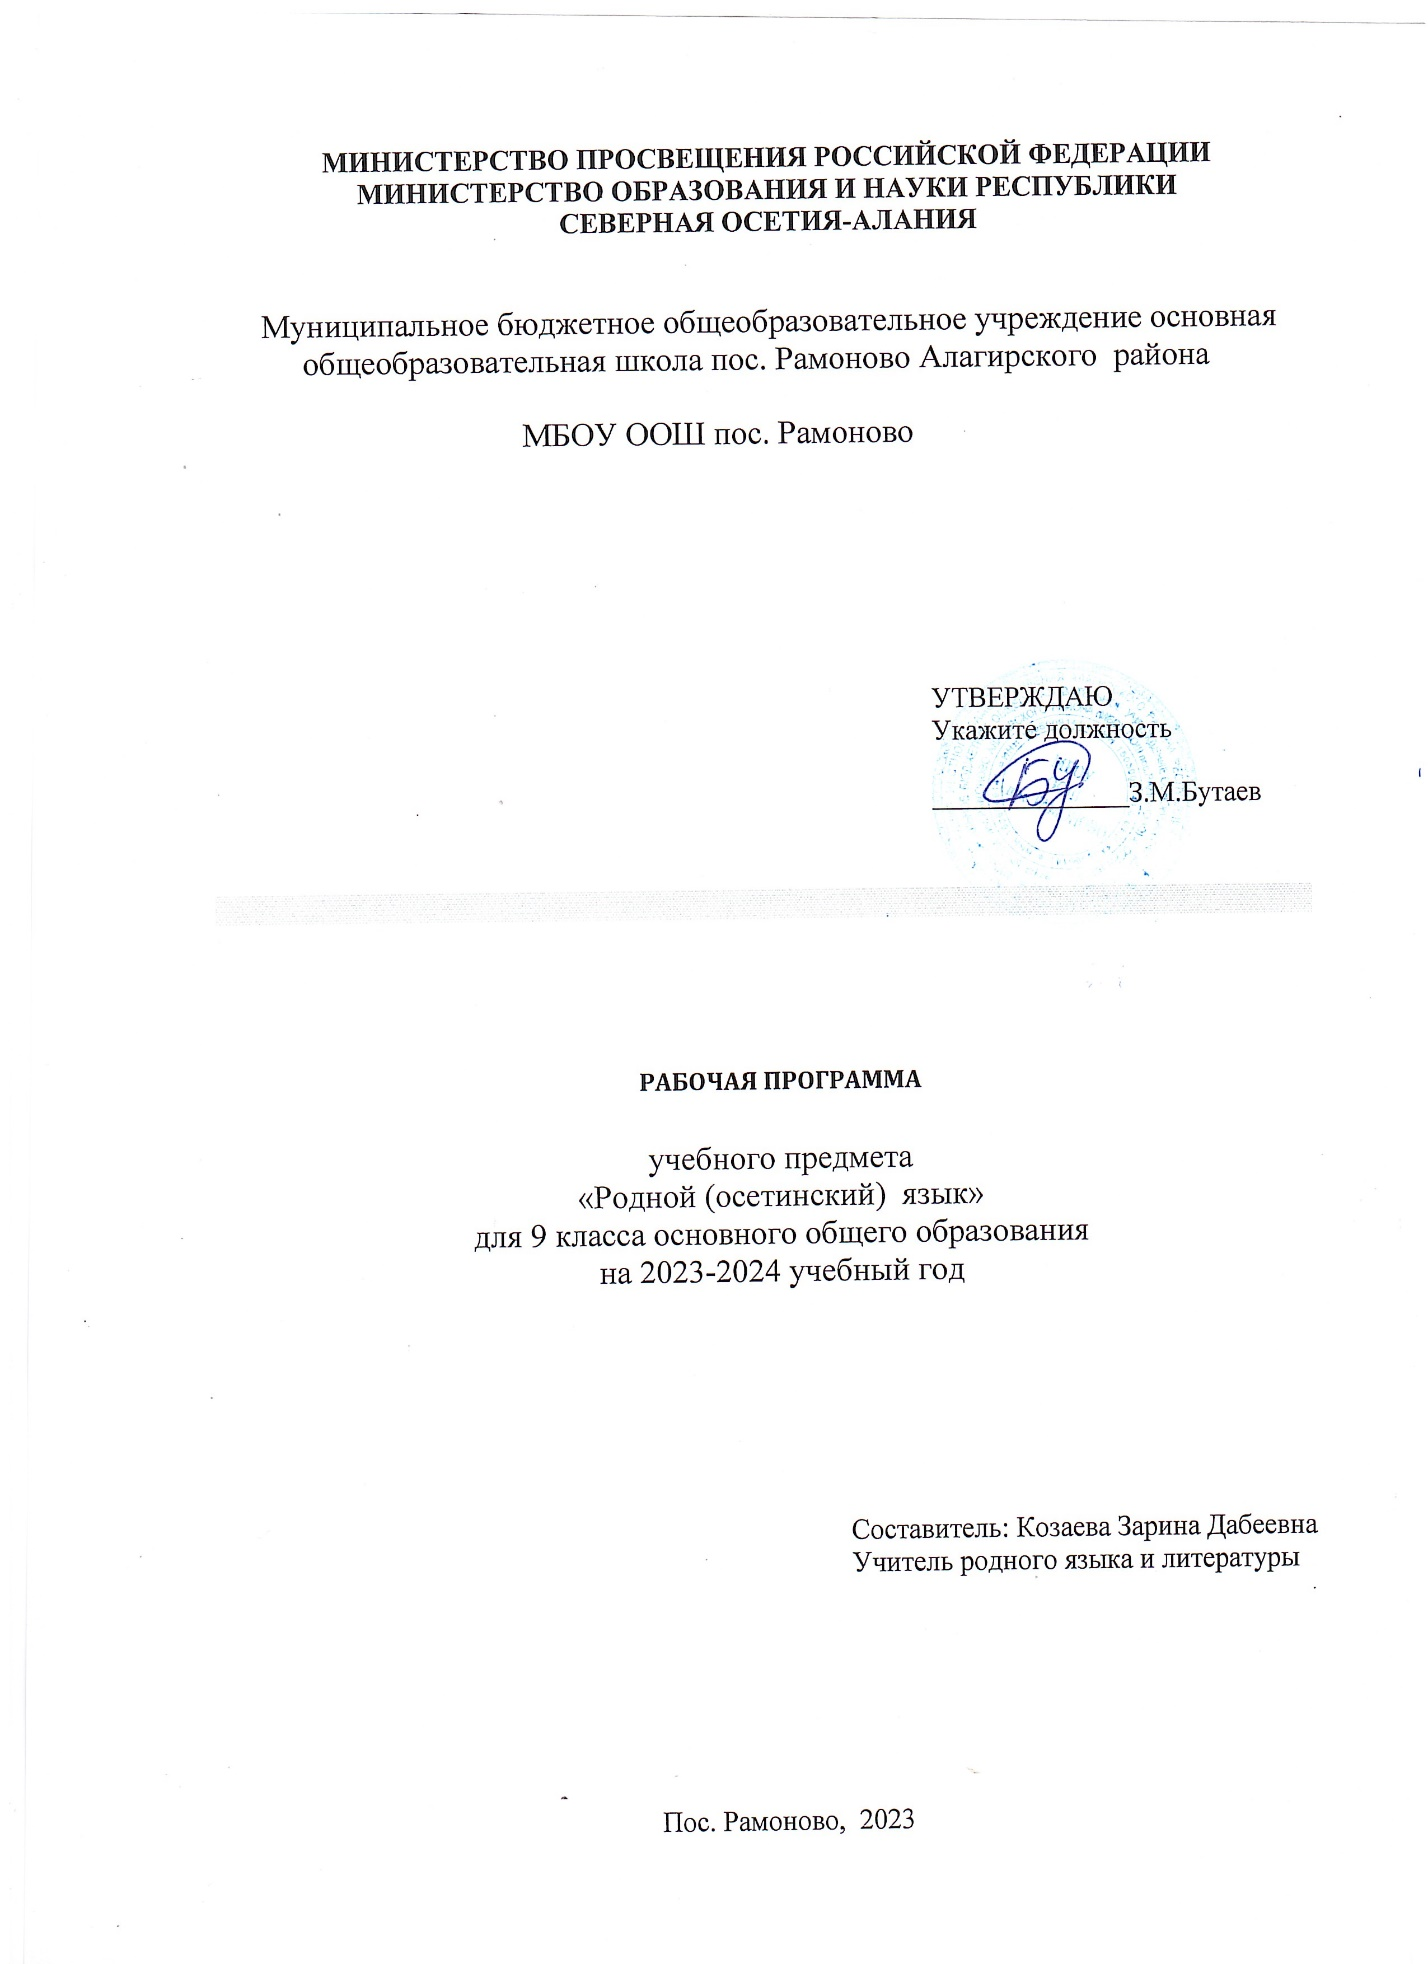 МИНИСТЕРСТВО ПРОСВЕЩЕНИЯ РОССИЙСКОЙ ФЕДЕРАЦИИ
МИНИСТЕРСТВО ОБРАЗОВАНИЯ И НАУКИ РЕСПУБЛИКИ
СЕВЕРНАЯ ОСЕТИЯ-АЛАНИЯ
Муниципальное бюджетное общеобразовательное учреждение основная
общеобразовательная школа пос. Рамоново Алагирского района
МБОУ ООШ пос. Рамоново
УТВЕРЖДАЮ
Укажите должность
______________З.М.Бутаев
РАБОЧАЯ ПРОГРАММА
учебного предмета
«Родной (осетинский) язык»
для 9 класса основного общего образования
на 2023-2024 учебный год
Составитель: Козаева Зарина Дабеевна
Учитель родного языка и литературы
Пос. Рамоново, 2023